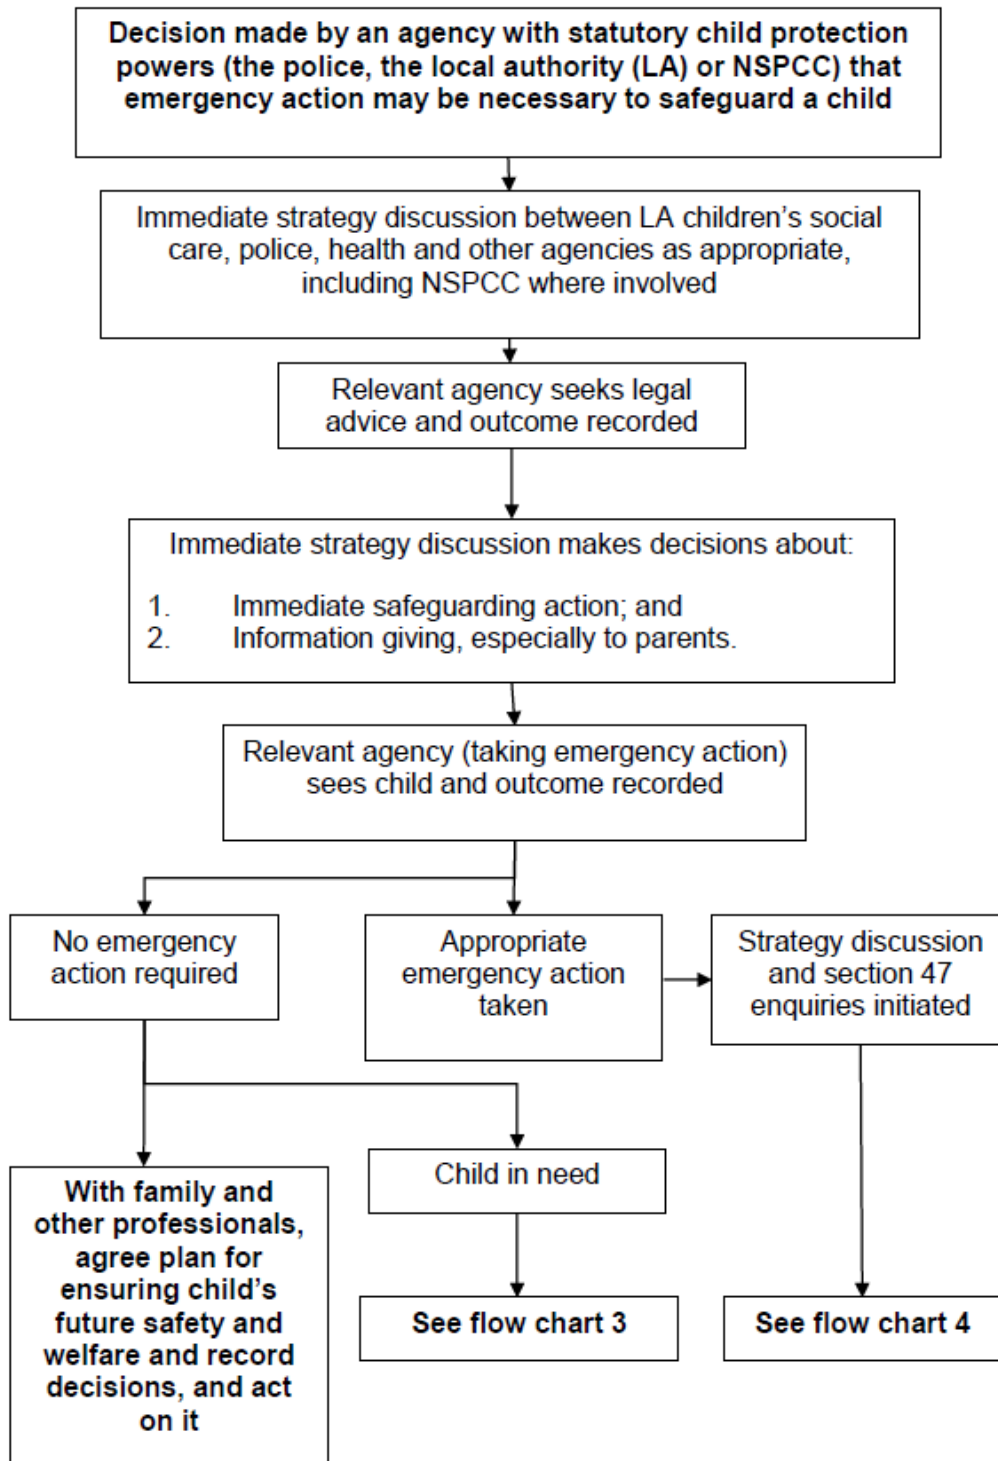 Decision made by an agency with statutory child protection
powers (the police, the local authority (LA) or NSPCC) that
emergency action may be necessary to safeguard a child
Immediate strategy discussion between LA children's social
care, police, health and other agencies as appropriate,
including NSPCC where involved
Relevant agency seeks legal
advice and outcome recorded
Immediate strategy discussion makes decisions about:
1. Immediate safeguarding action; and
2. Information giving, especially to parents.
Relevant agency (taking emergency action)
sees child and outcome recorded
No emergency
action required
Appropriate
emergency action
taken
Strategy discussion
and section 47
enquiries initiated
With family and
other professionals,
agree plan for
ensuring child's
future safety and
welfare and record
decisions, and act
on it
Child in need
See flow chart 3
See flow chart 4